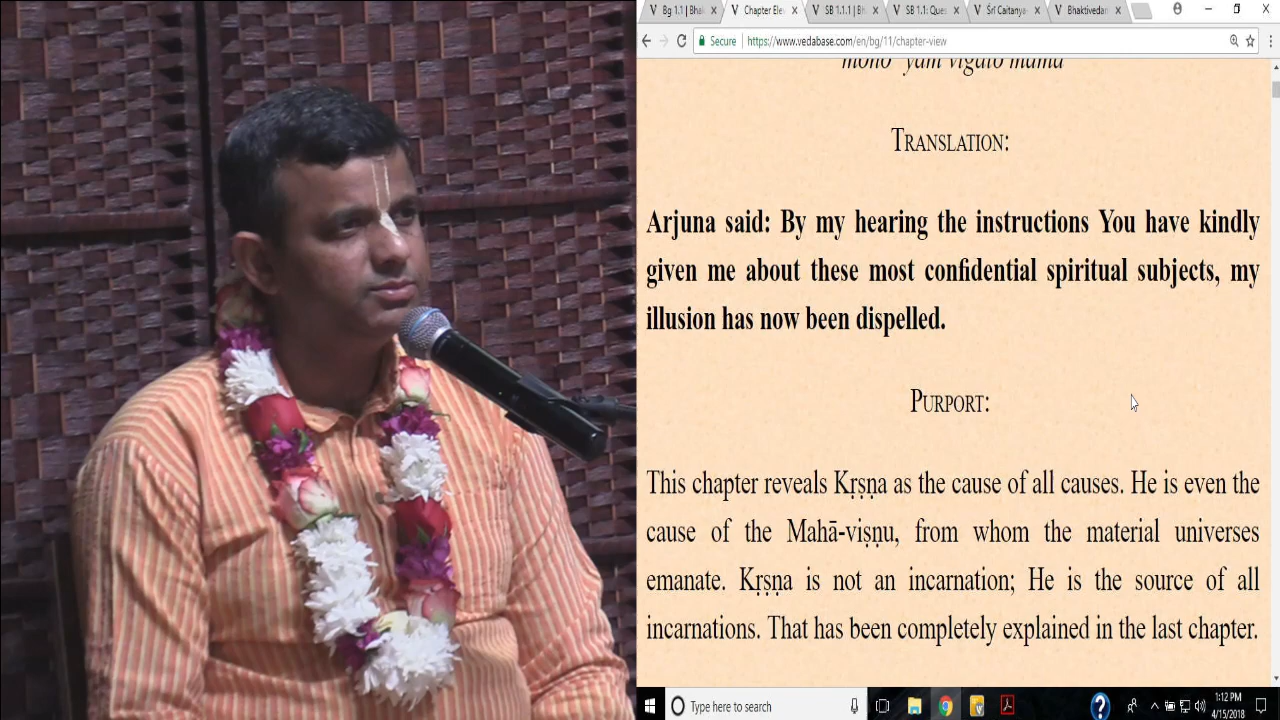 Bg 1.1 | Bhak
Chapter Elev
SB 1.1.1 | Bh
SB 1.1: Ques
Śrī Caitanya-
Bhaktivedan
Secure
https://www.vedabase.com/en/bg/11/chapter-view
moho 'yaṁ vigato mama
TRANSLATION:
Arjuna said: By my hearing the instructions You have kindly
given me about these most confidential spiritual subjects, my
illusion has now been dispelled.
PURPORT:
This chapter reveals Kṛṣṇa as the cause of all causes. He is even the
cause of the Mahā-viṣṇu, from whom the material universes
emanate. Kṛṣṇa is not an incarnation; He is the source of all
incarnations. That has been completely explained in the last chapter.
Type here to search
1:12 PM
4/15/2018